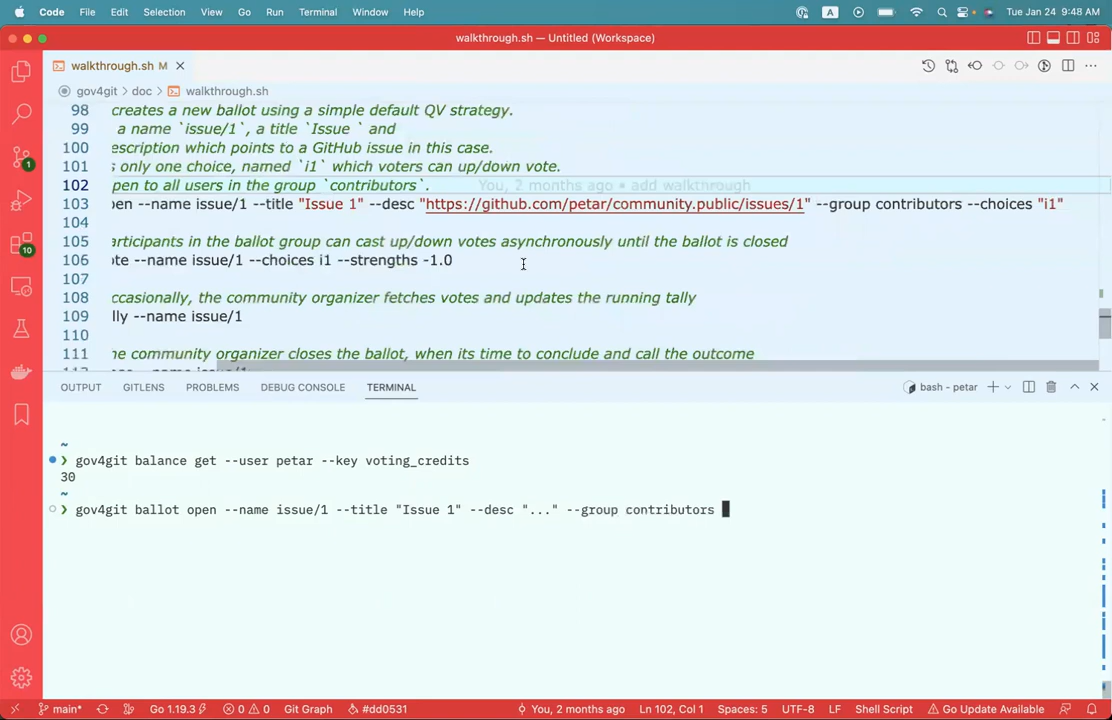 Code File Edit Selection View Go Run Terminal Window Help A Tue Jan 24 9:48 AM
walkthrough.sh — Untitled (Workspace)
walkthrough.sh M
gov4git doc walkthrough.sh
98 creates a new ballot using a simple default QV strategy.
99 a name `issue/1`, a title `Issue ` and
100 escription which points to a GitHub issue in this case.
101 s only one choice, named `i1` which voters can up/down vote.
102 pen to all users in the group `contributors`. You, 2 months ago • add walkthrough
103 pen --name issue/1 --title "Issue 1" --desc "https://github.com/petar/community.public/issues/1" --group contributors --choices "i1"
104
105 articipants in the ballot group can cast up/down votes asynchronously until the ballot is closed
106 ote --name issue/1 --choices i1 --strengths -1.0
107
108 ccasionally, the community organizer fetches votes and updates the running tally
109 lly --name issue/1
110
111 he community organizer closes the ballot, when its time to conclude and call the outcome
1
10
OUTPUT GITLENS PROBLEMS DEBUG CONSOLE TERMINAL bash - petar
~
❯ gov4git balance get --user petar --key voting_credits
30
~
❯ gov4git ballot open --name issue/1 --title "Issue 1" --desc "..." --group contributors
main* Go 1.19.3 0 0 Git Graph #dd0531 You, 2 months ago Ln 102, Col 1 Spaces: 5 UTF-8 LF Shell Script Go Update Available